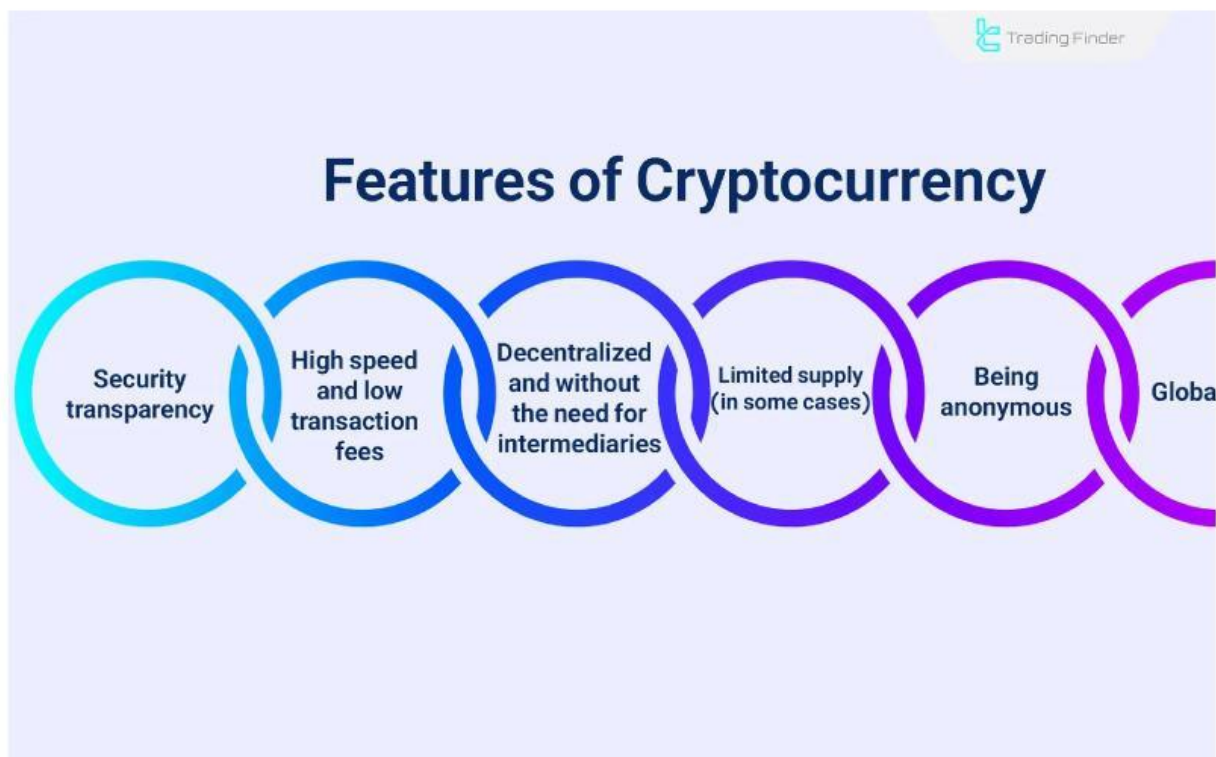 Trading Finder
Features of Cryptocurrency
Security
transparency
High speed
and low
transaction
fees
Decentralized
and without
the need for
intermediaries
Limited supply
(in some cases)
Being
anonymous